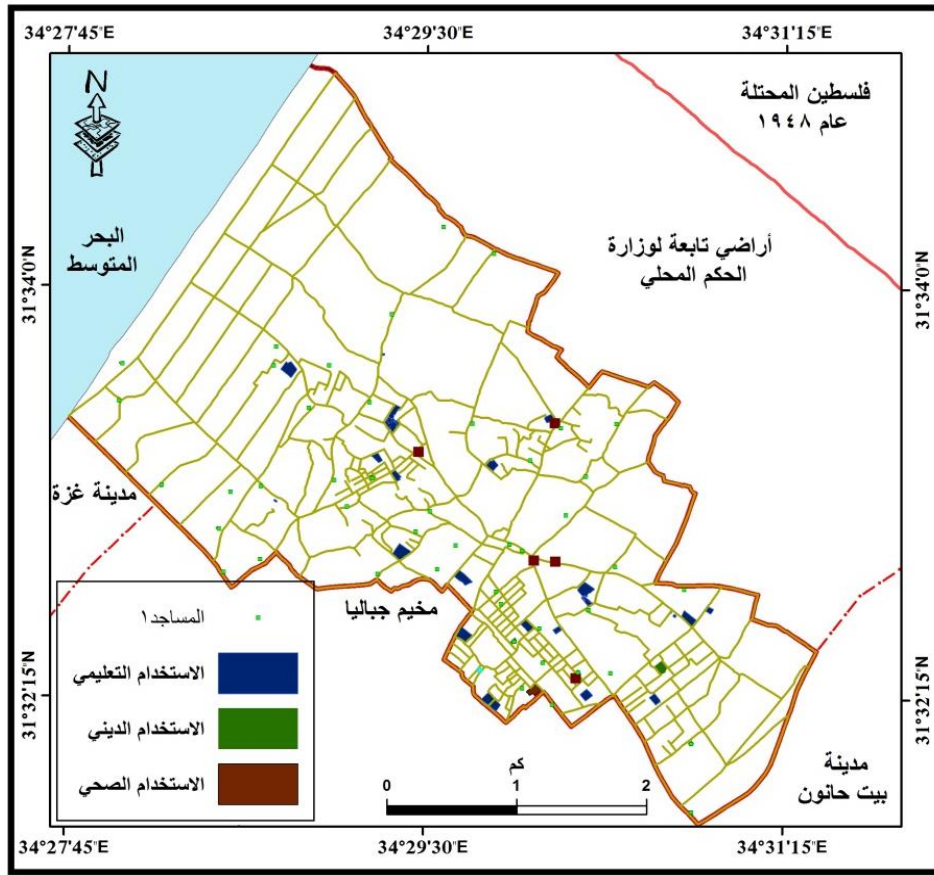 34°27'45"E
34°29'30"E
34°31'15"E
N
فلسطين المحتلة
عام ١٩٤٨
البحر
المتوسط
أراضي تابعة لوزارة
الحكم المحلي
31°34'0"N
31°34'0"N
مدينة غزة
مخيم جباليا
المساجد١
الاستخدام التعليمي
الاستخدام الديني
الاستخدام الصحي
31°32'15"N
31°32'15"N
مدينة
بيت حانون
كم
0
1
2
34°27'45"E
34°29'30"E
34°31'15"E